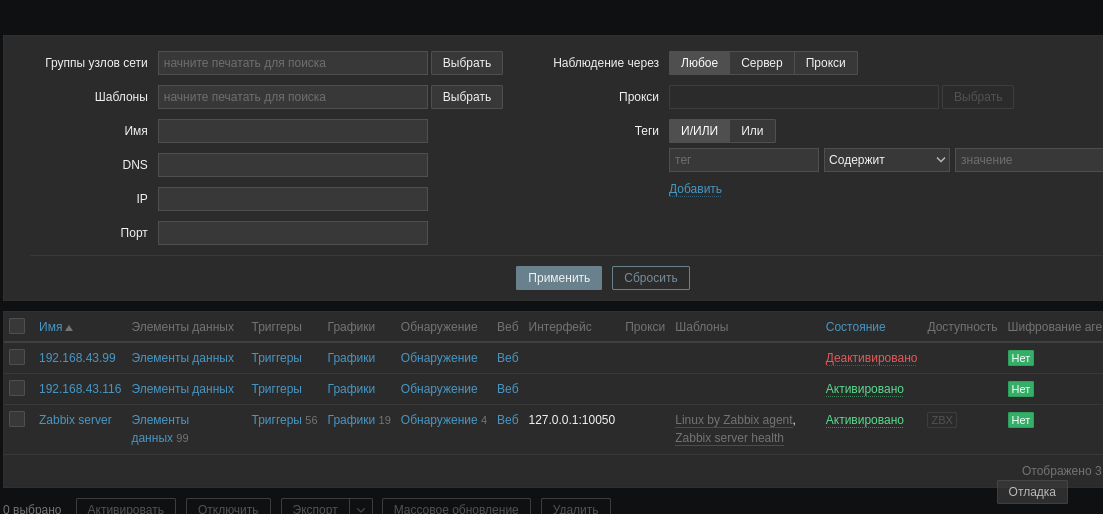 Группы узлов сети начните печатать для поиска Выбрать Наблюдение через Любое Сервер Прокси
Шаблоны начните печатать для поиска Выбрать Прокси Выбрать
Имя Теги И/ИЛИ Или
DNS тег Содержит значение
IP Добавить
Порт
Применить Сбросить
Имя Элементы данных Триггеры Графики Обнаружение Веб Интерфейс Прокси Шаблоны Состояние Доступность Шифрование аге
192.168.43.99 Элементы данных Триггеры Графики Обнаружение Веб Деактивировано Нет
192.168.43.116 Элементы данных Триггеры Графики Обнаружение Веб Активировано Нет
Zabbix server Элементы Триггеры 56 Графики 19 Обнаружение 4 Веб 127.0.0.1:10050 Linux by Zabbix agent, Активировано ZBX Нет
данных 99 Zabbix server health
Отображено 3
Отладка
0 выбрано Активировать Отключить Экспорт Массовое обновление Удалить